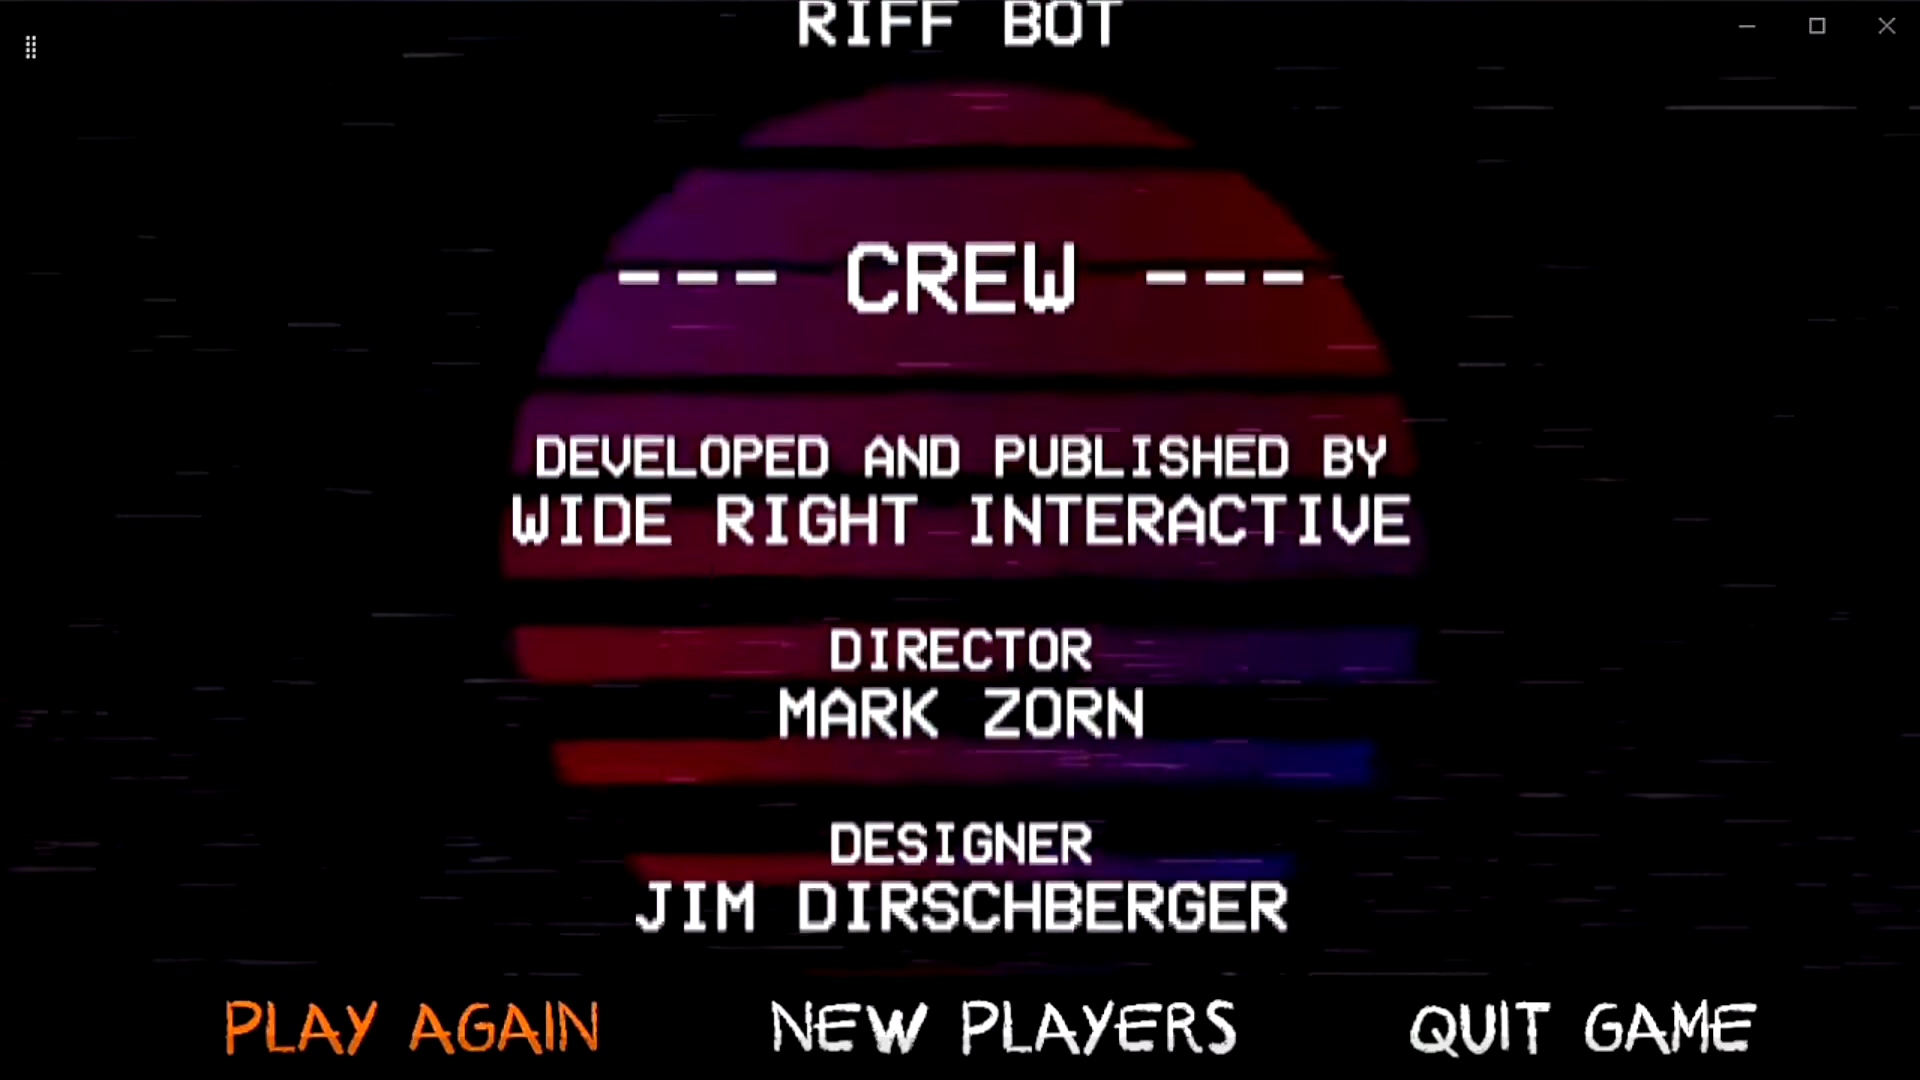 RIFF BOT
--- CREW ---
DEVELOPED AND PUBLISHED BY
WIDE RIGHT INTERACTIVE
DIRECTOR
MARK ZORN
DESIGNER
JIM DIRSCHBERGER
PLAY AGAIN NEW PLAYERS QUIT GAME